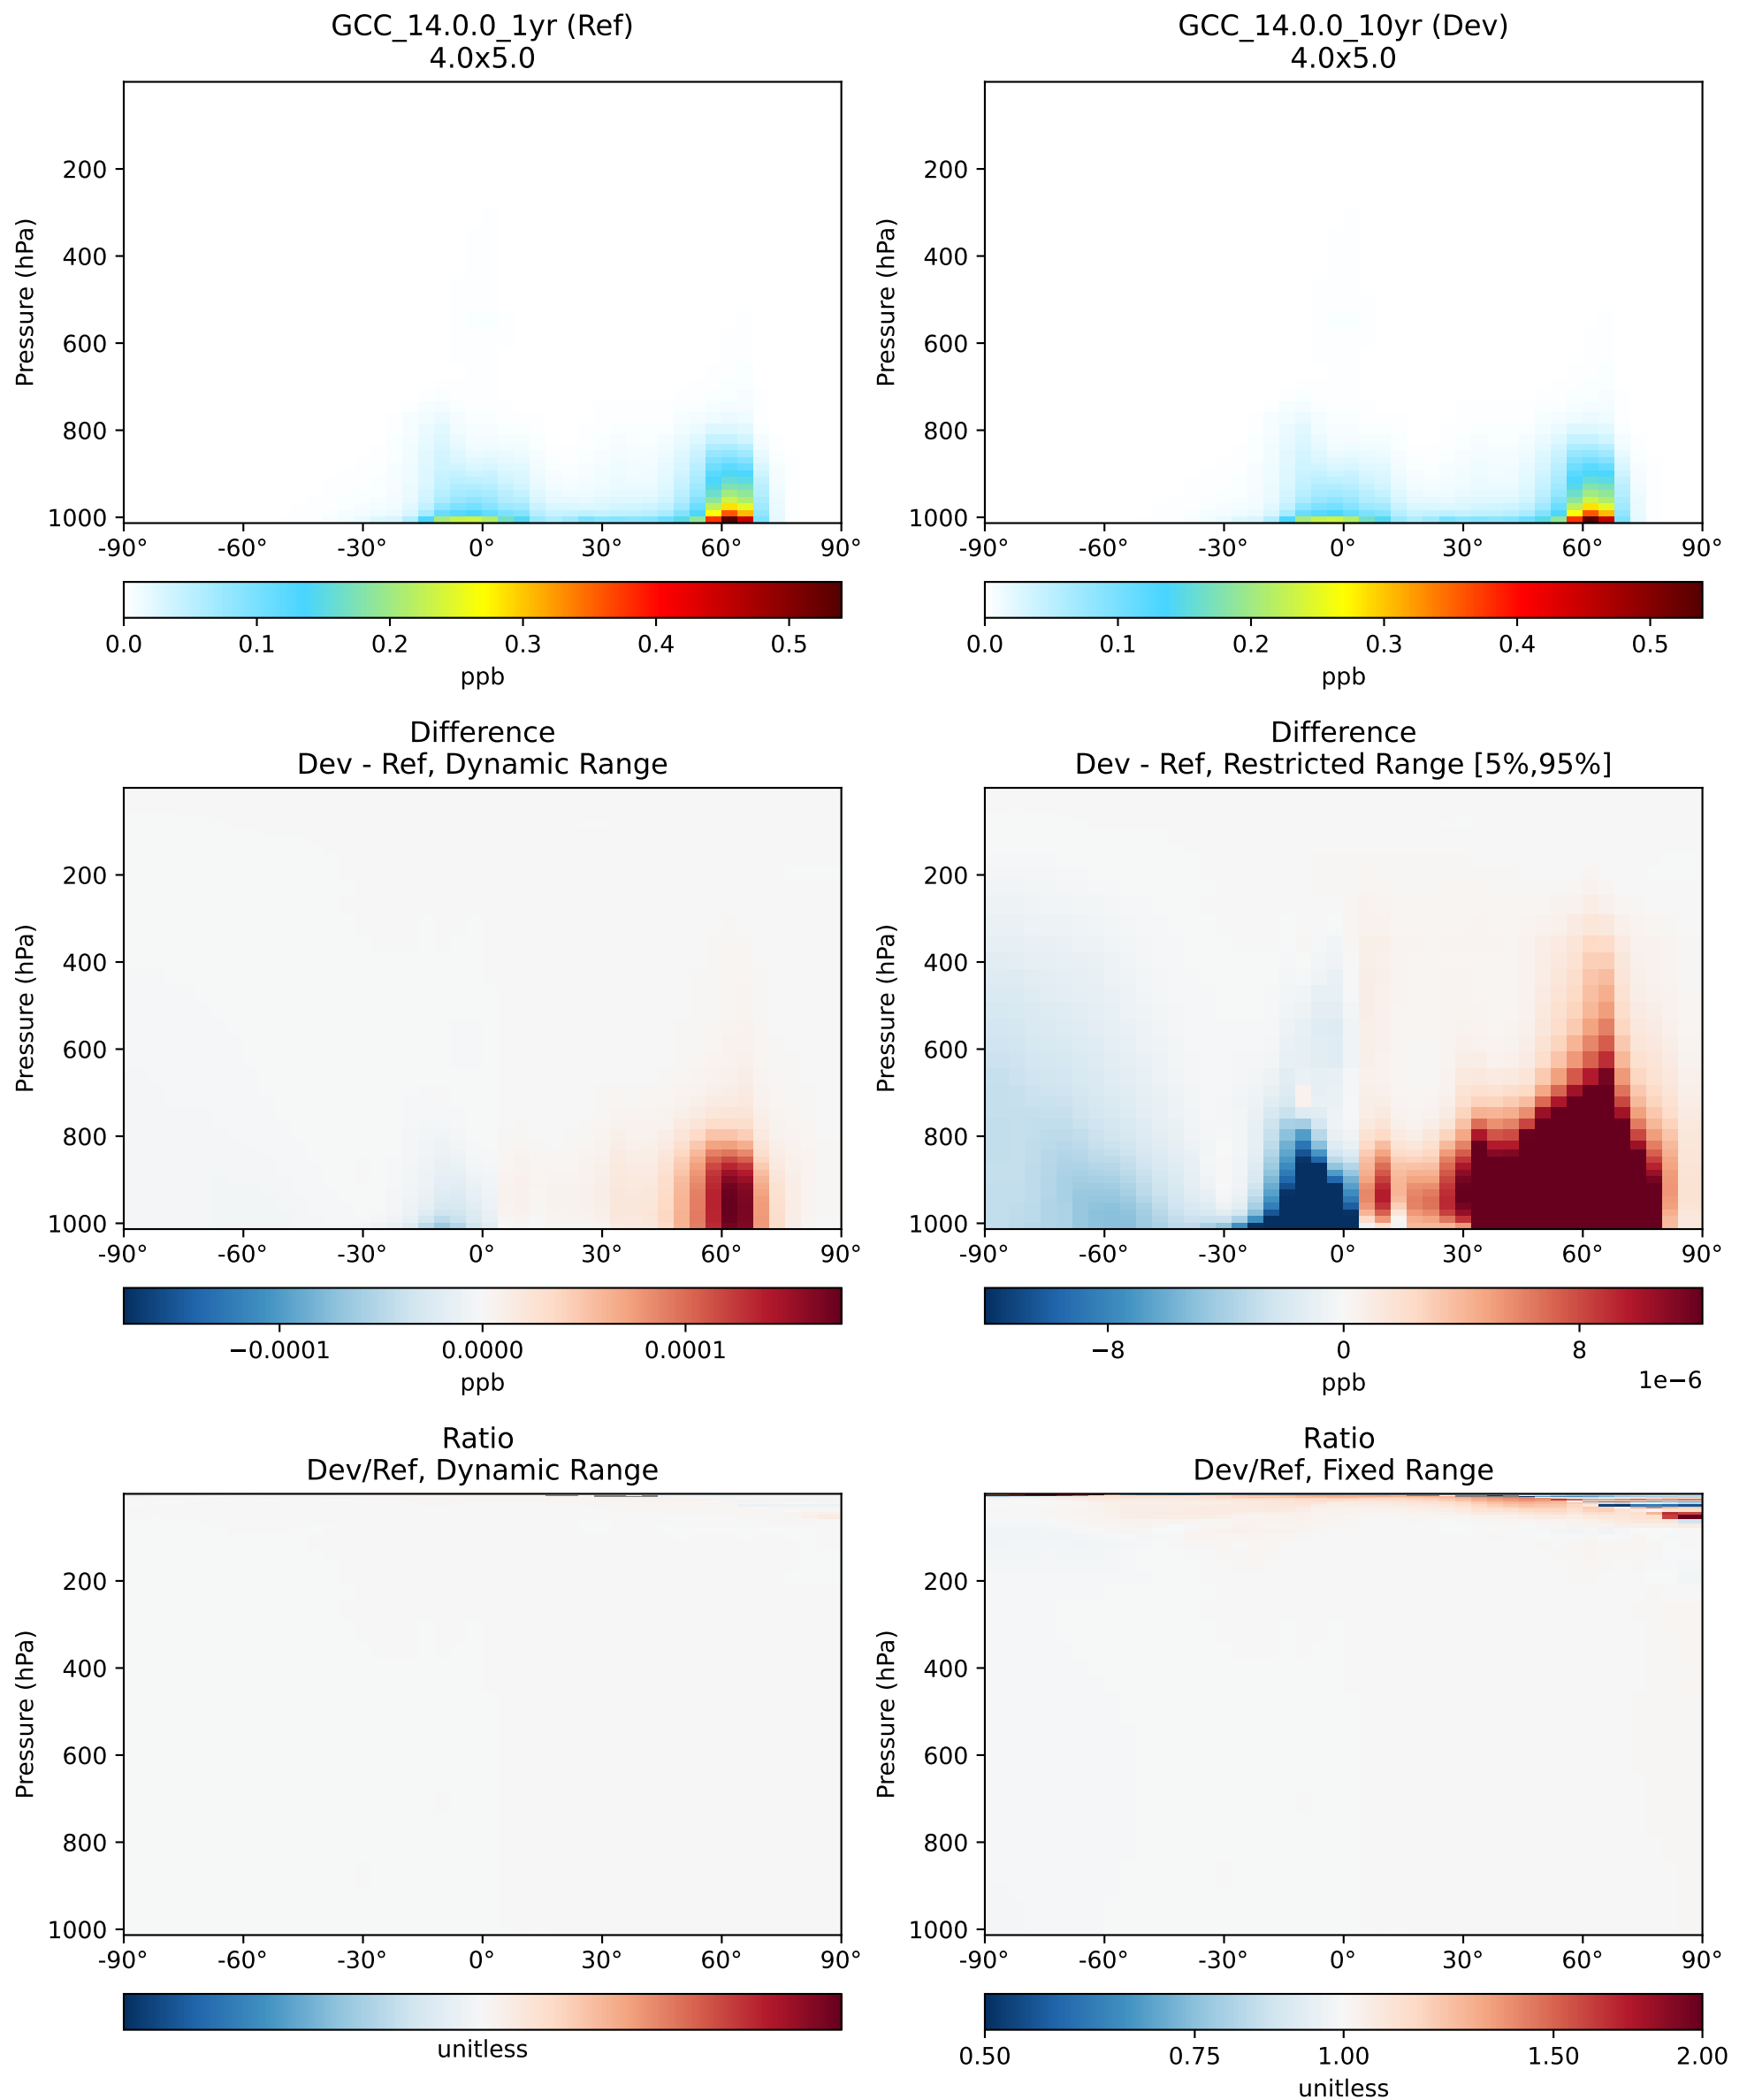 GCC_14.0.0_1yr (Ref)
4.0x5.0
Pressure (hPa)
200
400
600
800
1000
-90° -60° -30° 0° 30° 60° 90°
0.0 0.1 0.2 0.3 0.4 0.5
ppb
GCC_14.0.0_10yr (Dev)
4.0x5.0
Pressure (hPa)
200
400
600
800
1000
-90° -60° -30° 0° 30° 60° 90°
0.0 0.1 0.2 0.3 0.4 0.5
ppb
Difference
Dev - Ref, Dynamic Range
Pressure (hPa)
200
400
600
800
1000
-90° -60° -30° 0° 30° 60° 90°
−0.0001 0.0000 0.0001
ppb
Difference
Dev - Ref, Restricted Range [5%,95%]
Pressure (hPa)
200
400
600
800
1000
-90° -60° -30° 0° 30° 60° 90°
−8 0 8
ppb
1e−6
Ratio
Dev/Ref, Dynamic Range
Pressure (hPa)
200
400
600
800
1000
-90° -60° -30° 0° 30° 60° 90°
unitless
Ratio
Dev/Ref, Fixed Range
Pressure (hPa)
200
400
600
800
1000
-90° -60° -30° 0° 30° 60° 90°
0.50 0.75 1.00 1.50 2.00
unitless